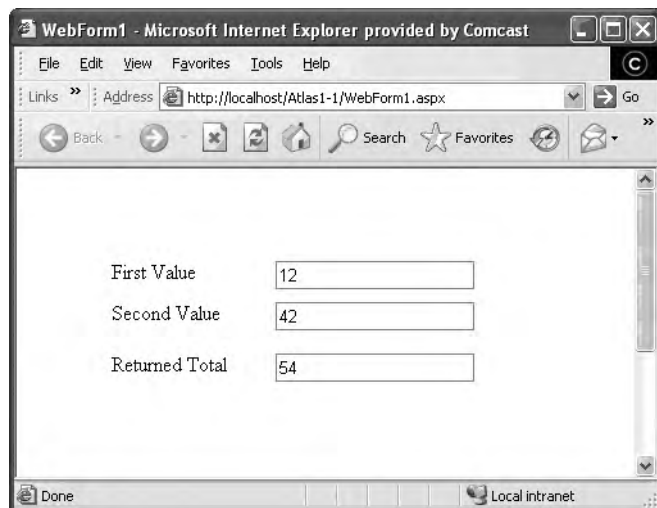 WebForm1 - Microsoft Internet Explorer provided by Comcast
File Edit View Favorites Tools Help
Links » Address http://localhost/Atlas1-1/WebForm1.aspx Go
Back Search Favorites »
First Value 12
Second Value 42
Returned Total 54
Done Local intranet